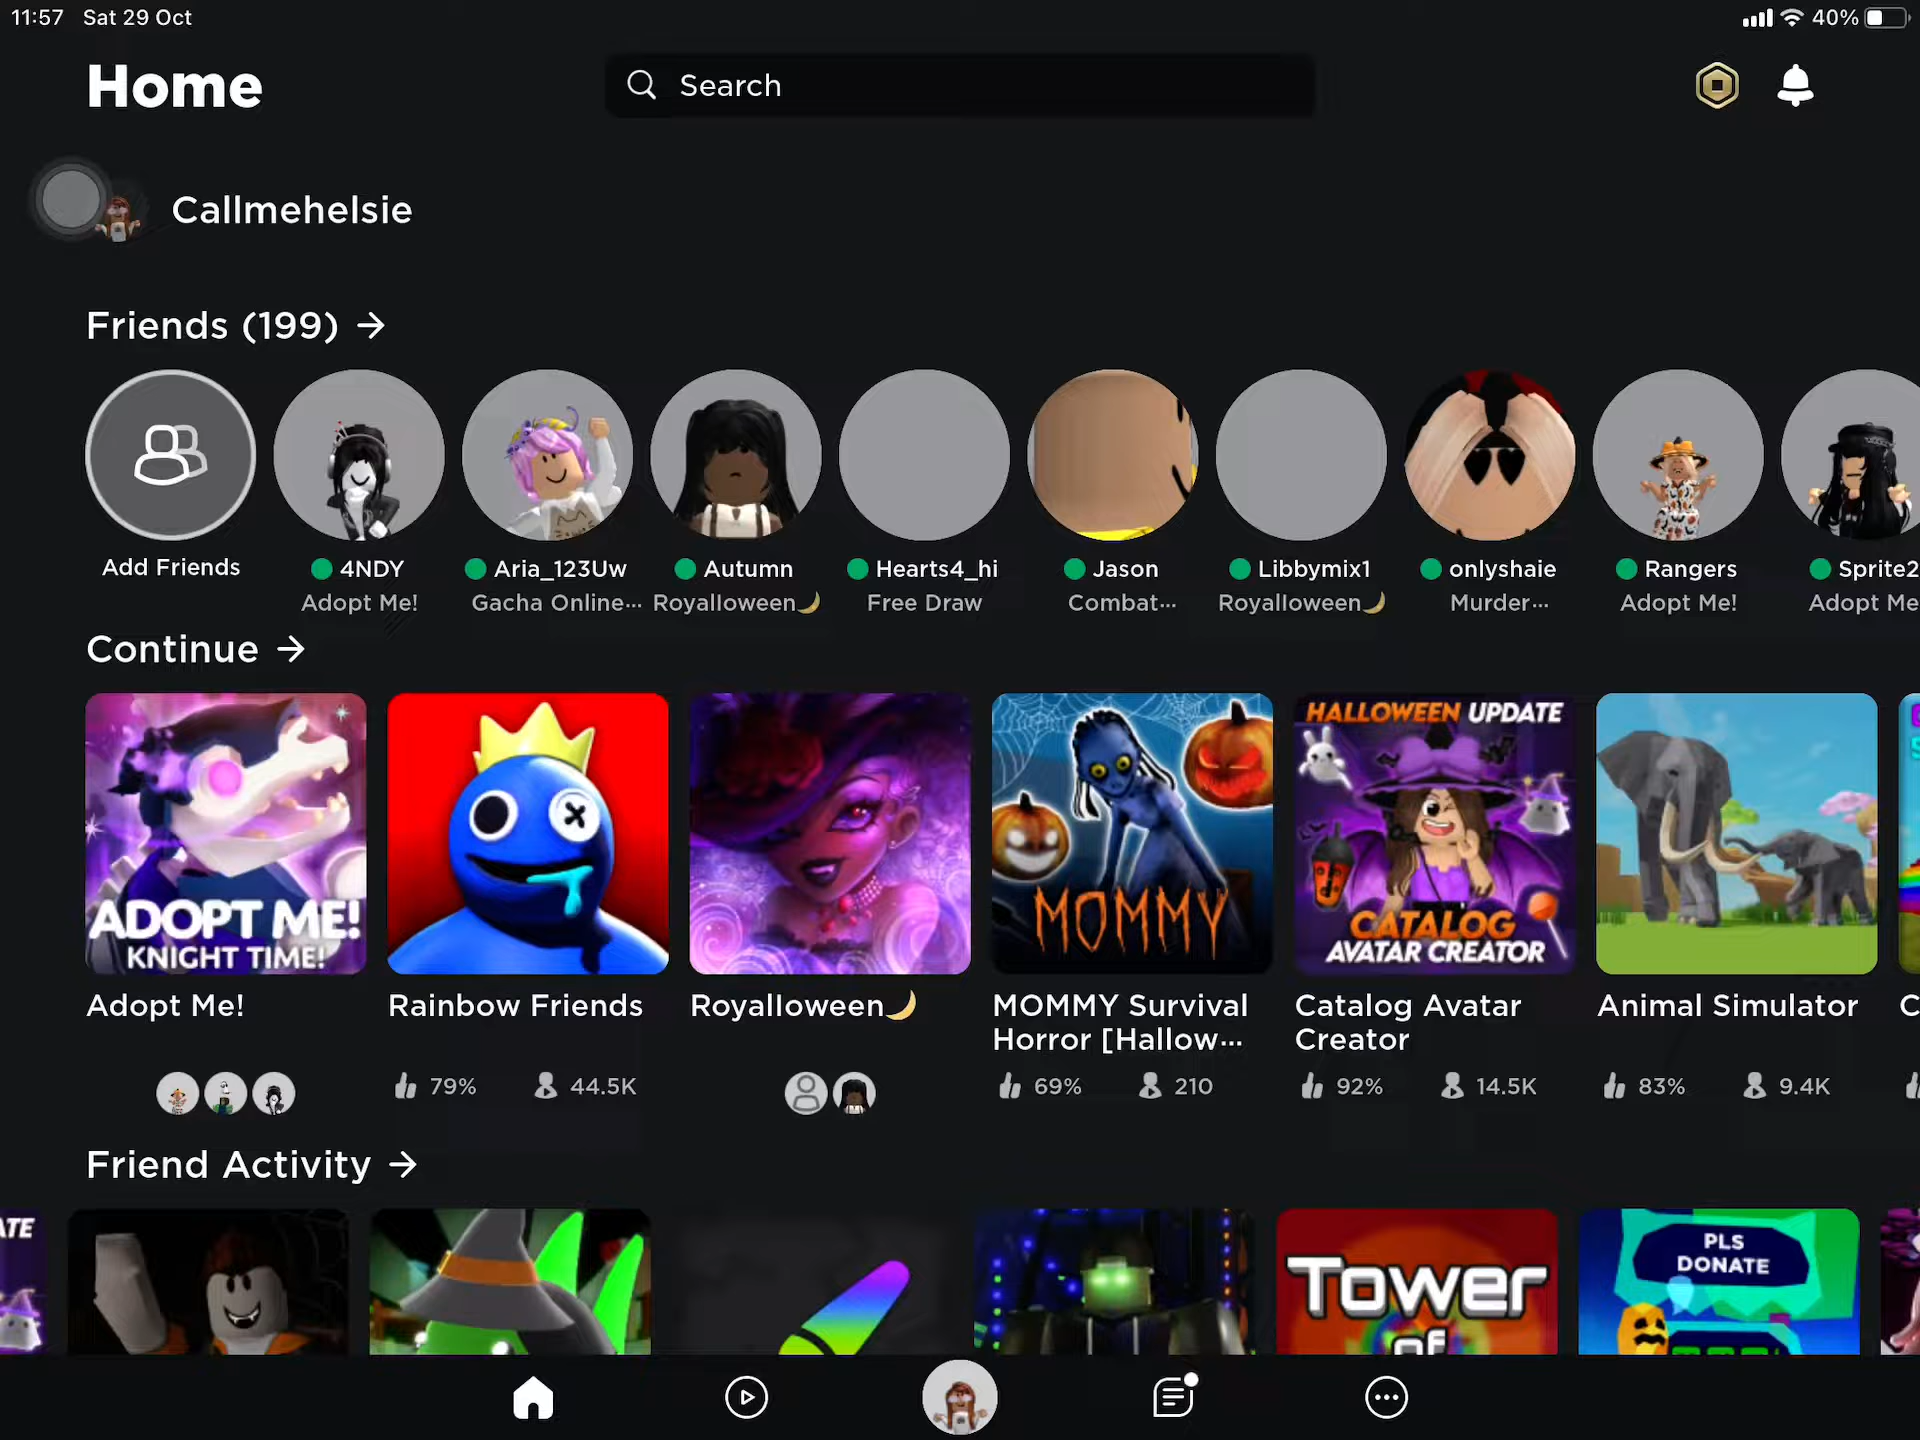 11:57 Sat 29 Oct
40%
Home
Search
Callmehelsie
Friends (199)
Add Friends
4NDY
Adopt Me!
Aria_123Uw
Gacha Online···
Autumn
Royalloween🌙
Hearts4_hi
Free Draw
Jason
Combat···
Libbymix1
Royalloween🌙
onlyshaie
Murder···
Rangers
Adopt Me!
Sprite2
Adopt Me
Continue
ADOPT ME!
KNIGHT TIME!
MOMMY
HALLOWEEN UPDATE
CATALOG
AVATAR CREATOR
Adopt Me!
Rainbow Friends
79% 44.5K
Royalloween🌙
MOMMY Survival
Horror [Hallow···
69% 210
Catalog Avatar
Creator
92% 14.5K
Animal Simulator
83% 9.4K
C
Friend Activity
ATE
Tower
of
PLS
DONATE